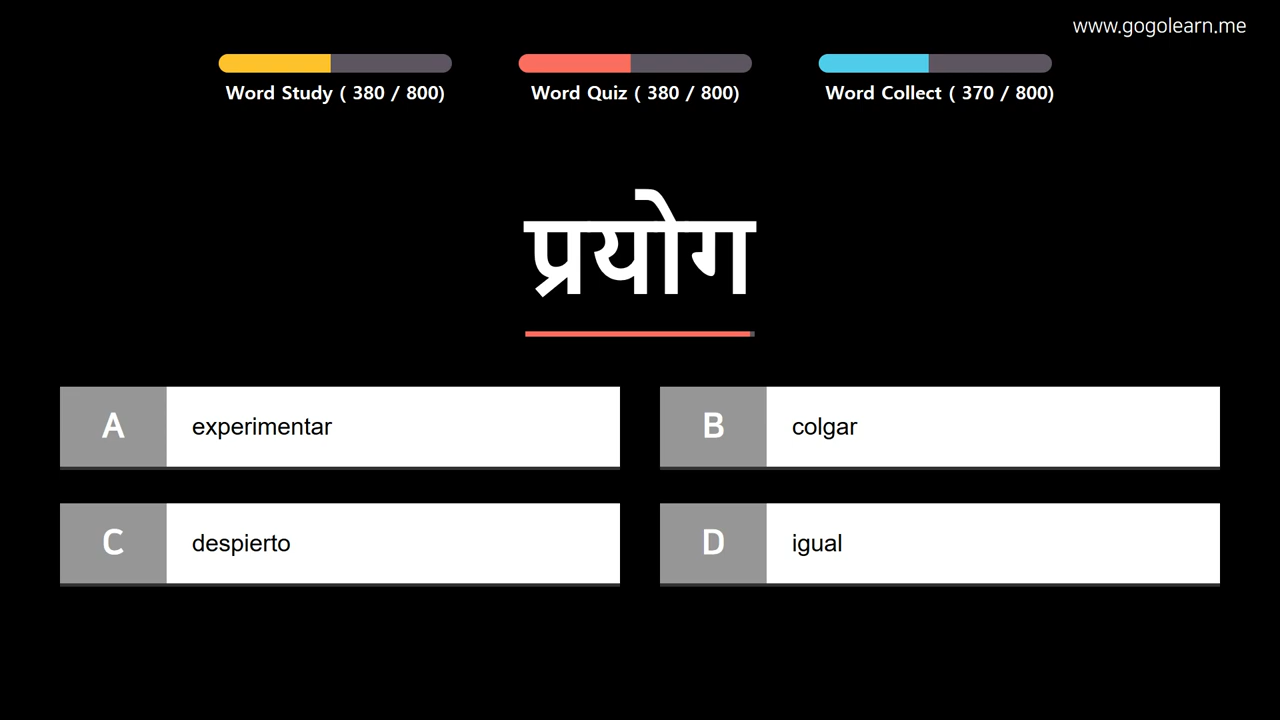 www.gogolearn.me
Word Study ( 380 / 800)
Word Quiz ( 380 / 800)
Word Collect ( 370 / 800)
प्रयोग
A experimentar
B colgar
C despierto
D igual